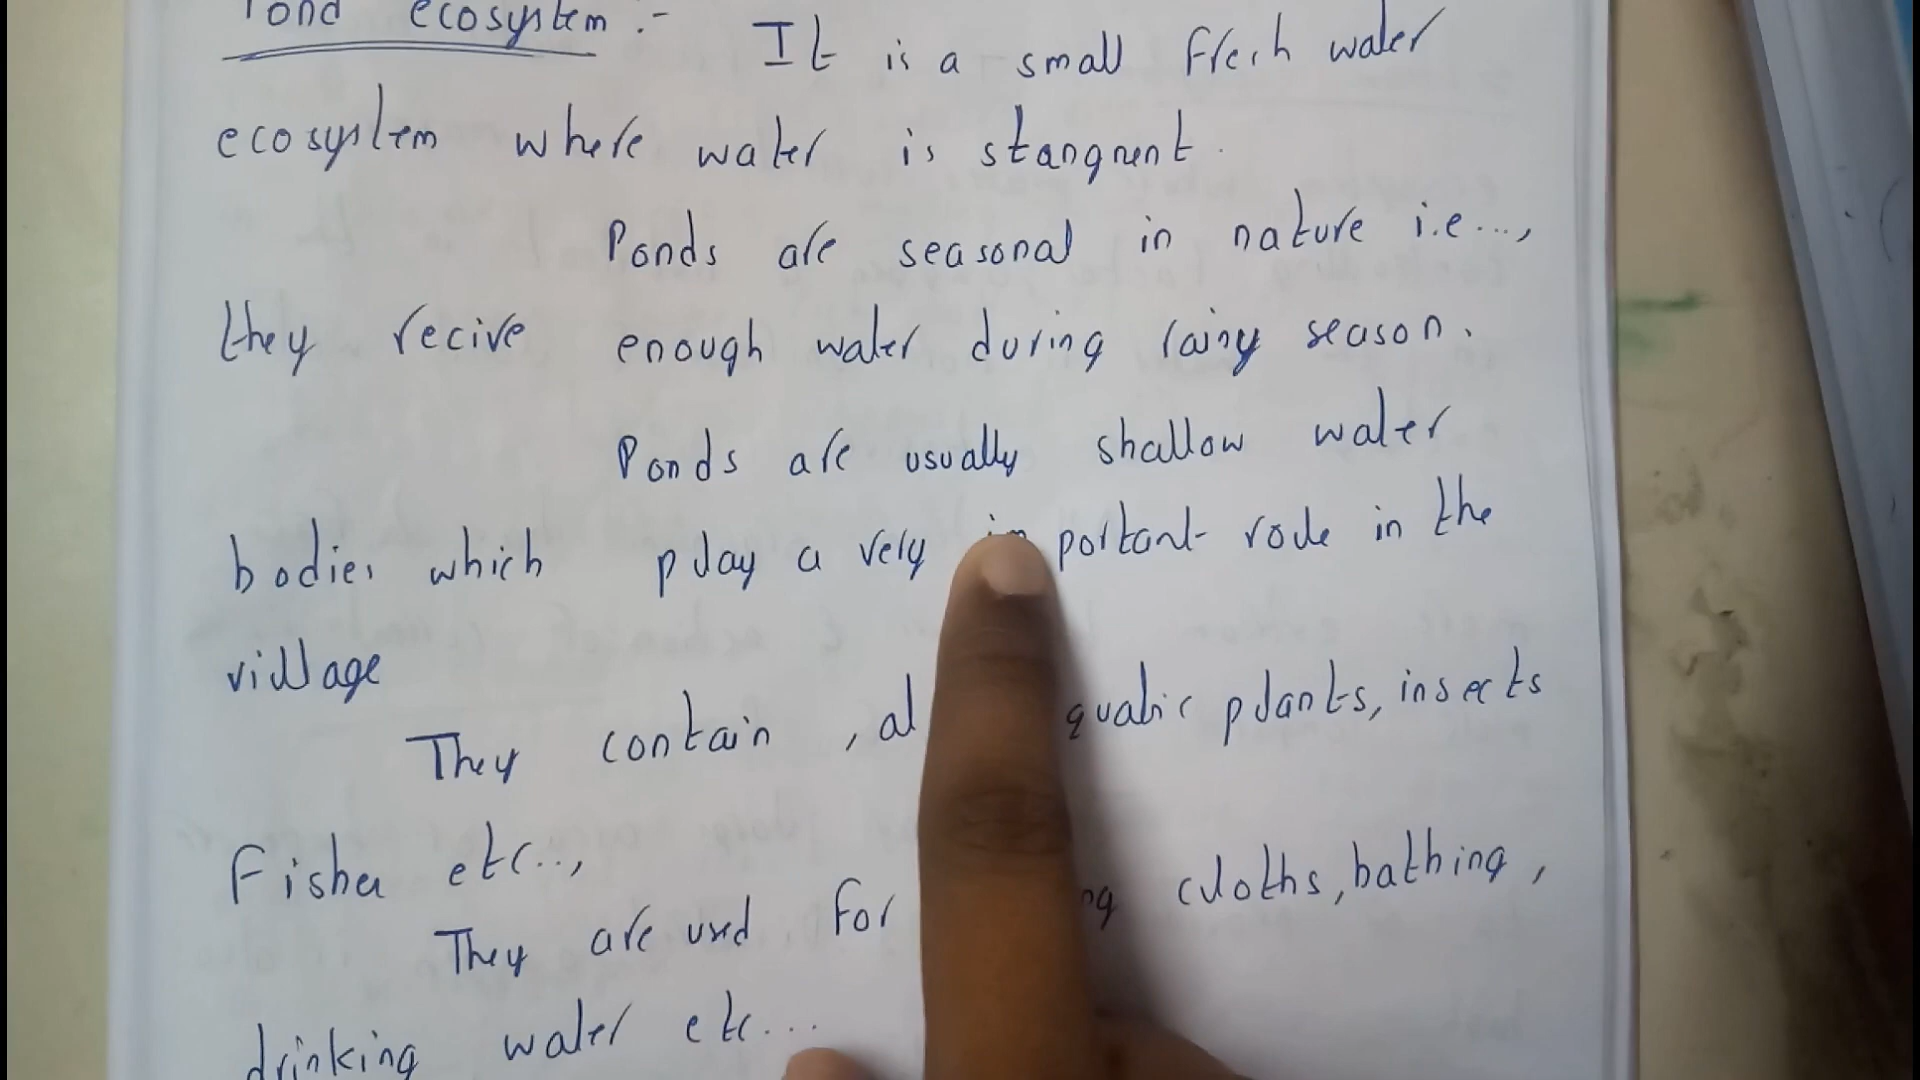 Pond ecosystem :- It is a small fresh water
ecosystem where water is stangnent.
Ponds are seasonal in nature i.e...,
they recive enough water during rainy season.
Ponds are usually shallow water
bodies which play a very important role in the
village
They contain , al quatic plants, insects
Fishes etc..,
They are used for ng cloths, bathing,
drinking water etc...